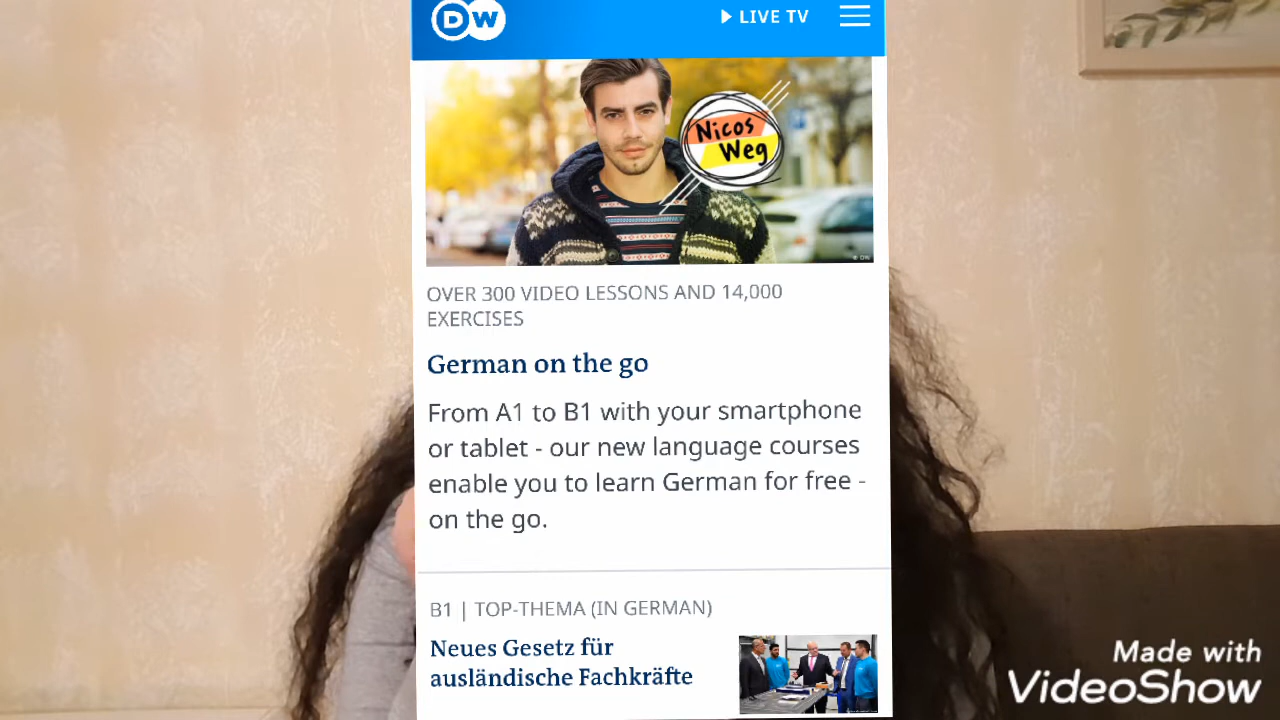 DW
LIVE TV
Nicos
Weg
© DW
OVER 300 VIDEO LESSONS AND 14,000
EXERCISES
German on the go
From A1 to B1 with your smartphone
or tablet - our new language courses
enable you to learn German for free -
on the go.
B1 | TOP-THEMA (IN GERMAN)
Neues Gesetz für
ausländische Fachkräfte
Made with
VideoShow